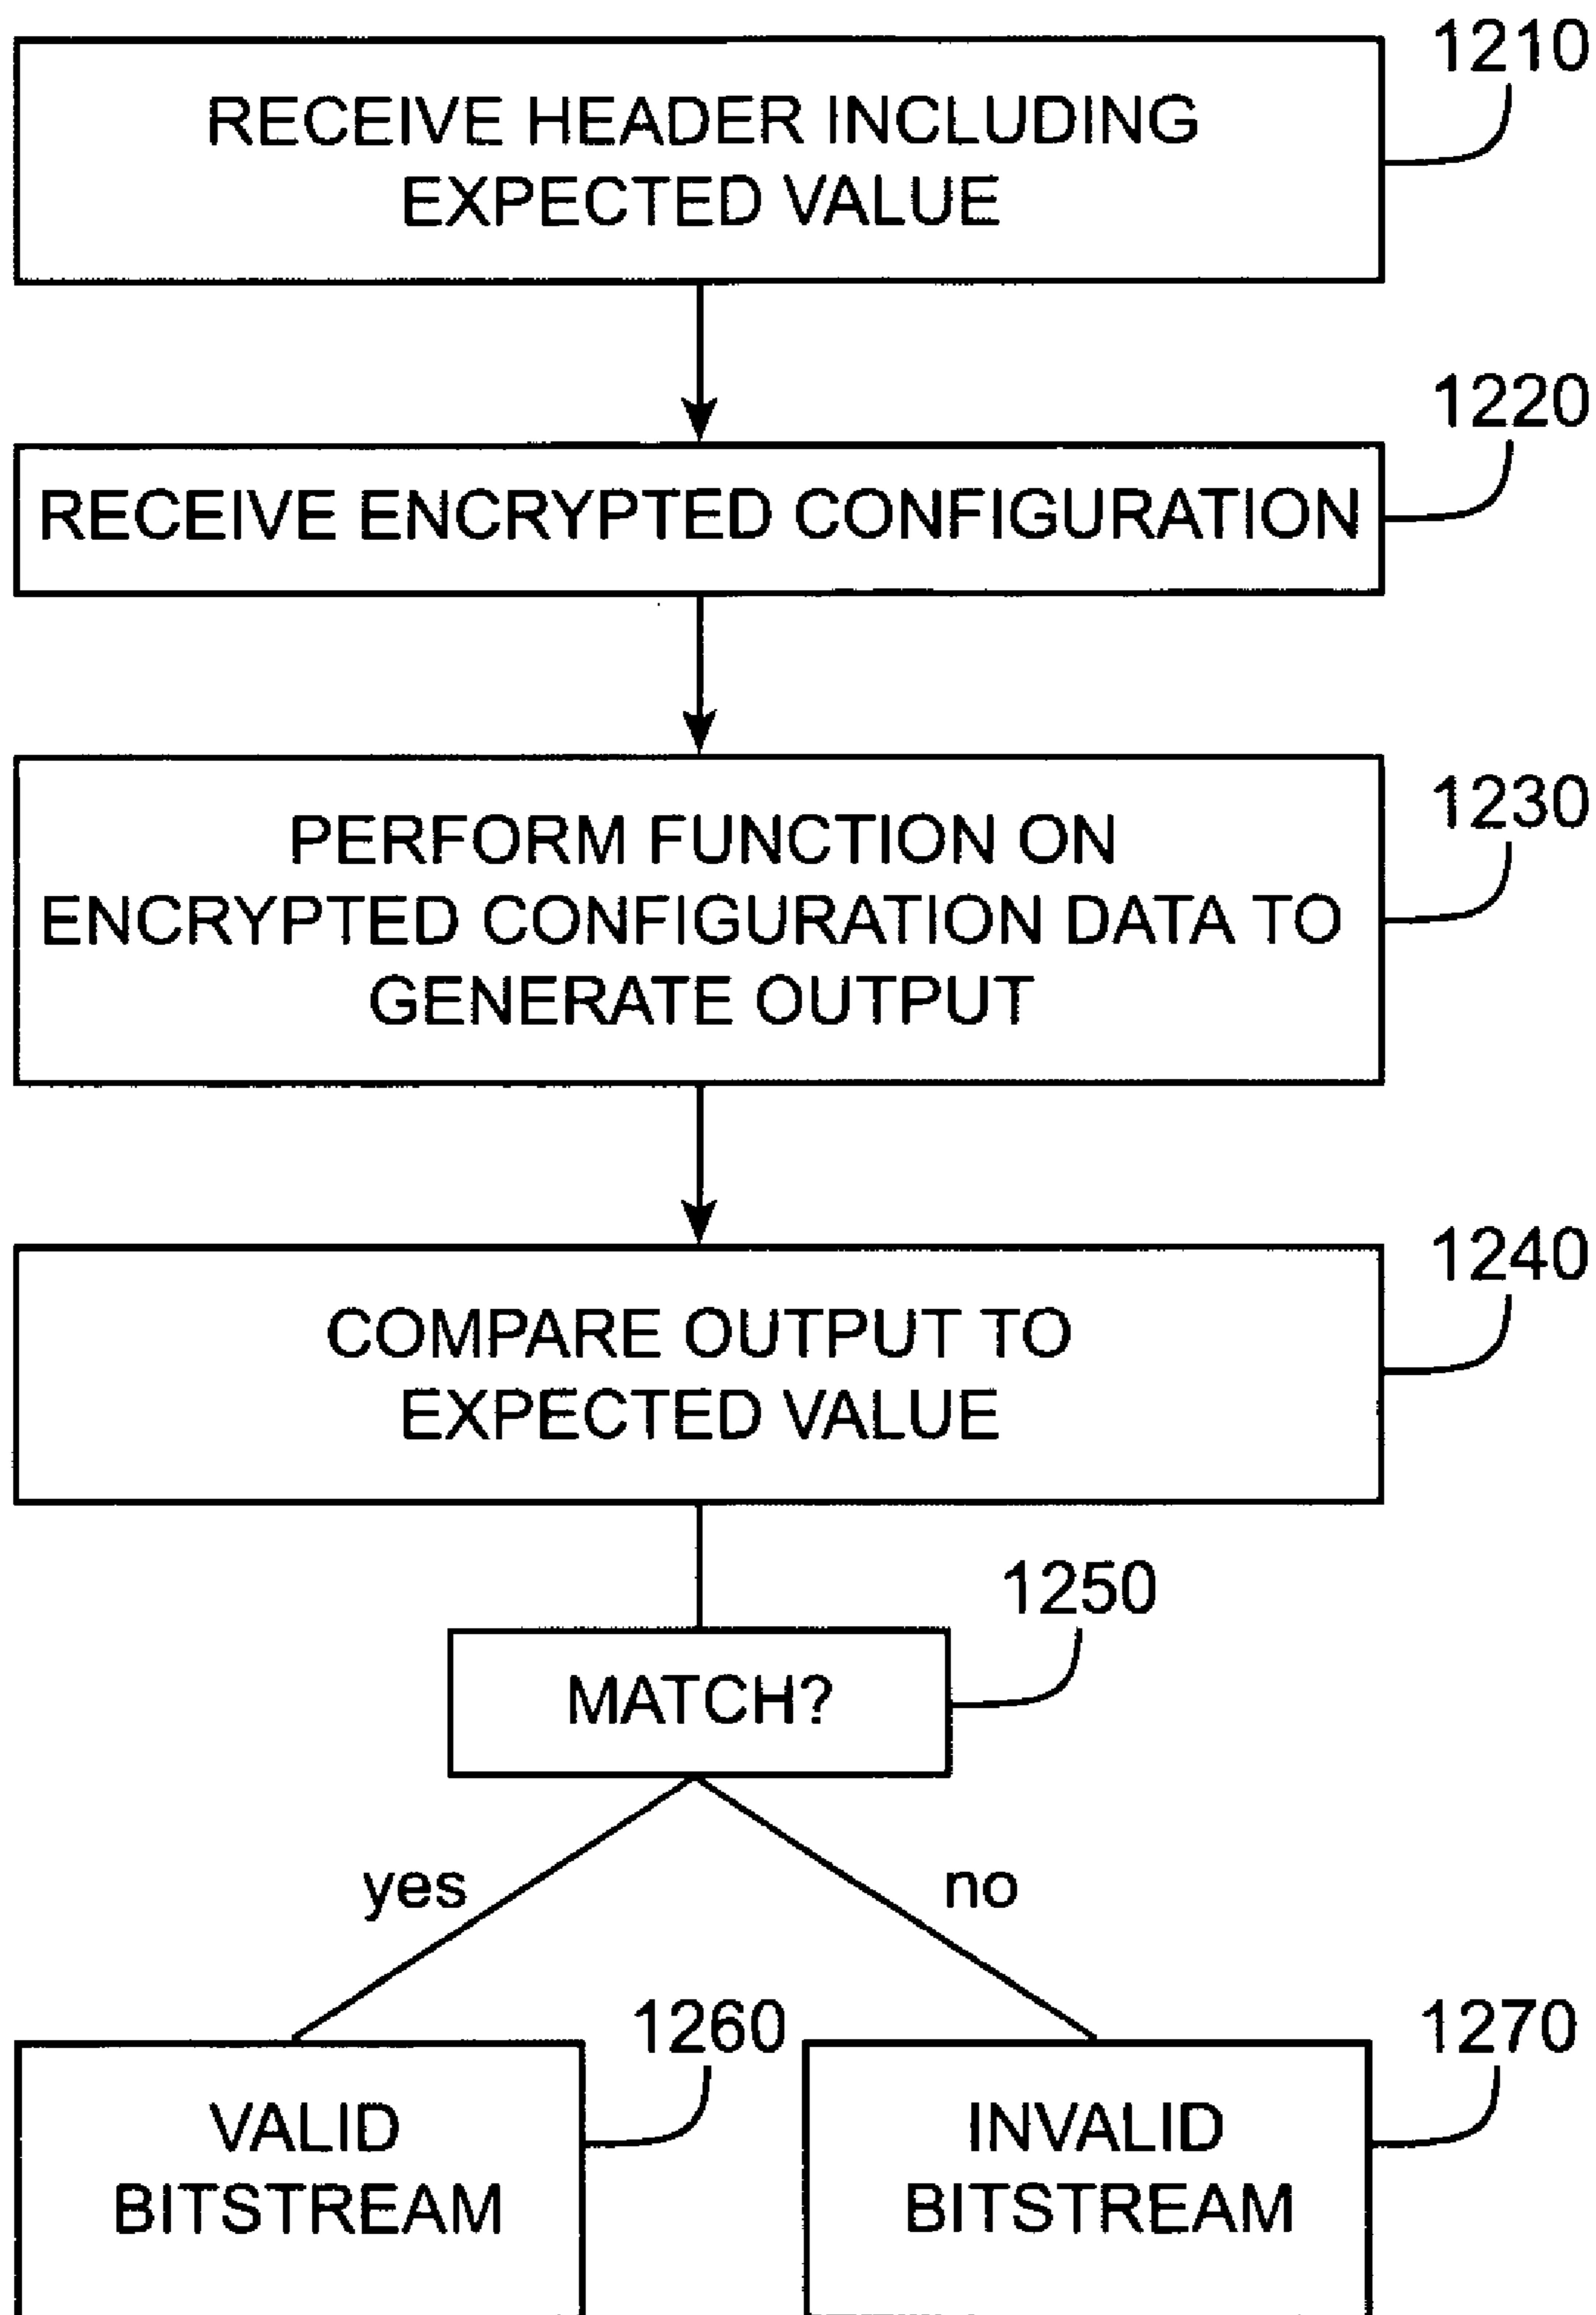 1210
RECEIVE HEADER INCLUDING
EXPECTED VALUE
1220
RECEIVE ENCRYPTED CONFIGURATION
1230
PERFORM FUNCTION ON
ENCRYPTED CONFIGURATION DATA TO
GENERATE OUTPUT
1240
COMPARE OUTPUT TO
EXPECTED VALUE
1250
MATCH?
yes
no
1260
1270
VALID
BITSTREAM
INVALID
BITSTREAM